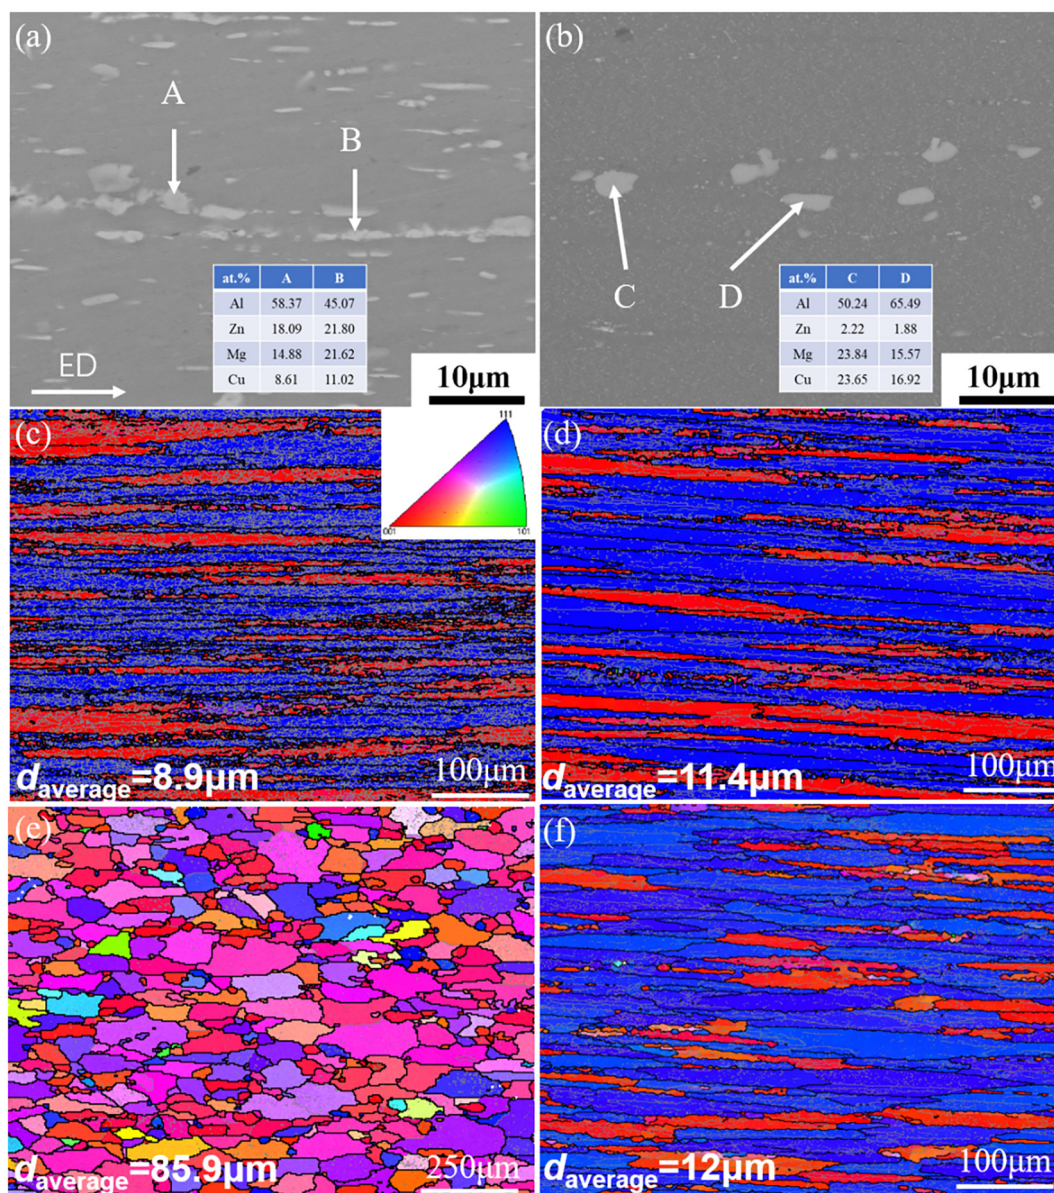 (a)
A
B
at.% A B
Al 58.37 45.07
Zn 18.09 21.80
Mg 14.88 21.62
Cu 8.61 11.02
ED
10μm
(b)
C
D
at.% C D
Al 50.24 65.49
Zn 2.22 1.88
Mg 23.84 15.57
Cu 23.65 16.92
10μm
(c)
111
001
101
daverage=8.9μm
100μm
(d)
daverage=11.4μm
100μm
(e)
daverage=85.9μm
250μm
(f)
daverage=12μm
100μm